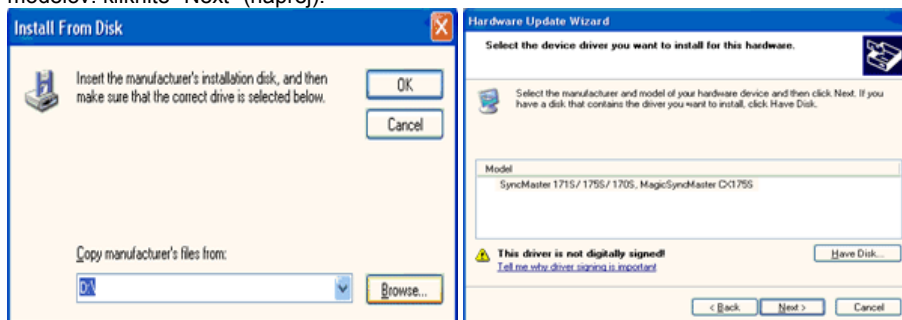 modelov. kliknite "Next" (naprej).
Install From Disk
Insert the manufacturer's installation disk, and then
make sure that the correct drive is selected below.
OK
Cancel
Copy manufacturer's files from:
D:\
Browse...
Hardware Update Wizard
Select the device driver you want to install for this hardware.
Select the manufacturer and model of your hardware device and then click Next. If you
have a disk that contains the driver you want to install, click Have Disk.
Model
SyncMaster 171S/ 175S/ 170S, MagicSyncMaster CX175S
This driver is not digitally signed!
Tell me why driver signing is important
Have Disk...
< Back
Next >
Cancel